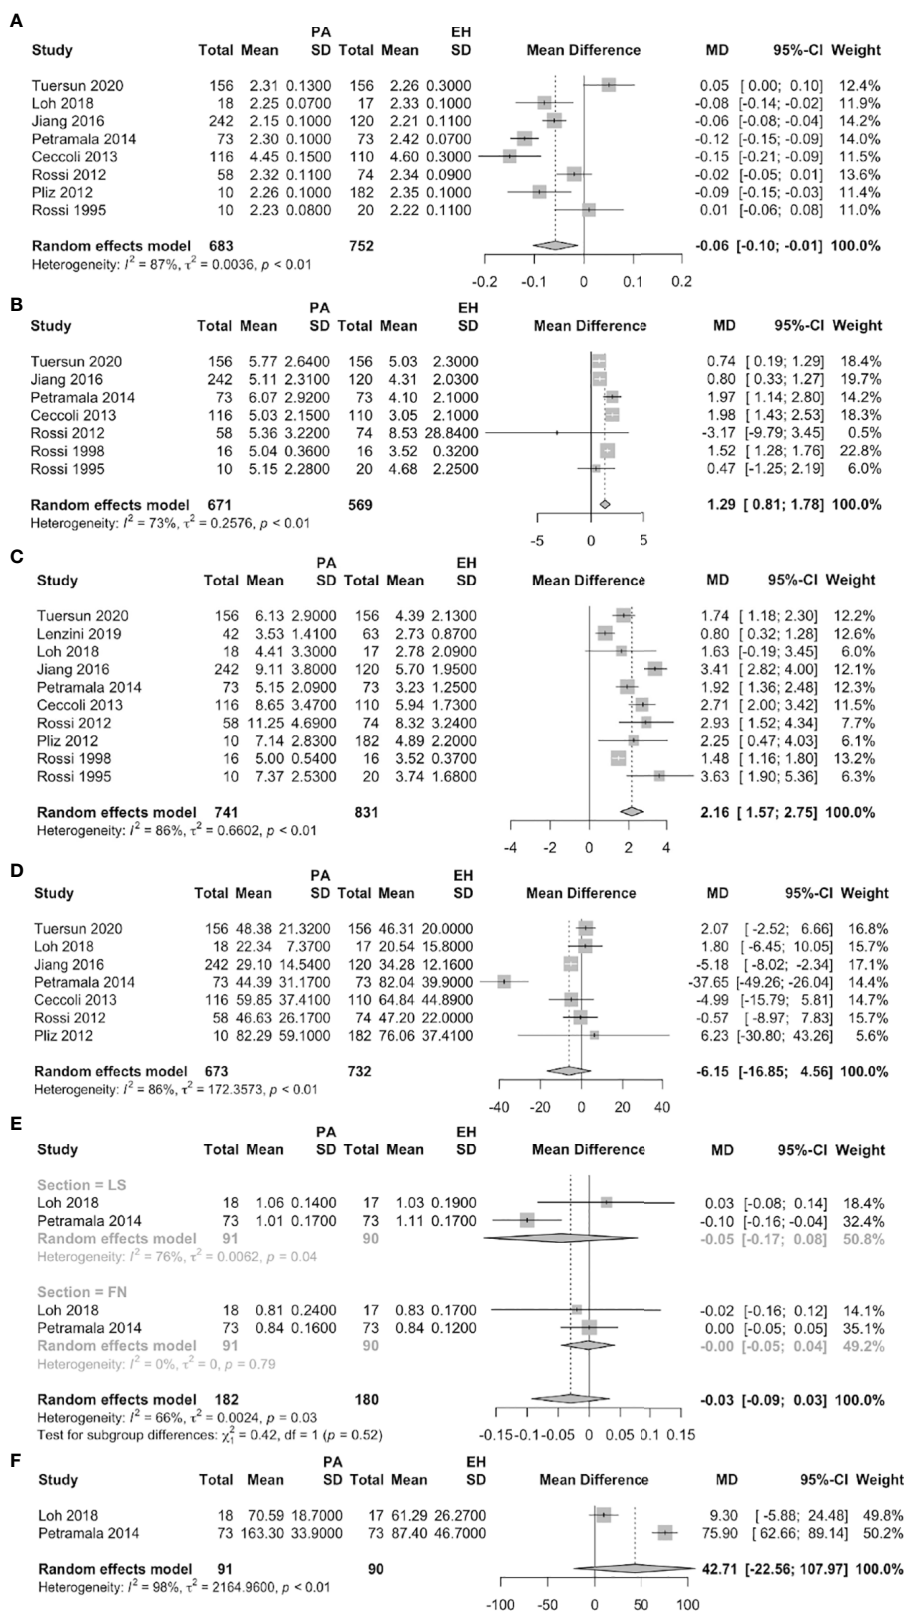 A
PA EH
Study Total Mean SD Total Mean SD Mean Difference MD 95%-CI Weight
Tuersun 2020 156 2.31 0.1300 156 2.26 0.3000 0.05 [ 0.00; 0.10] 12.4%
Loh 2018 18 2.25 0.0700 17 2.33 0.1000 -0.08 [-0.14; -0.02] 11.9%
Jiang 2016 242 2.15 0.1000 120 2.21 0.1100 -0.06 [-0.08; -0.04] 14.2%
Petramala 2014 73 2.30 0.1000 73 2.42 0.0700 -0.12 [-0.15; -0.09] 14.0%
Ceccoli 2013 116 4.45 0.1500 110 4.60 0.3000 -0.15 [-0.21; -0.09] 11.5%
Rossi 2012 58 2.32 0.1100 74 2.34 0.0900 -0.02 [-0.05; 0.01] 13.6%
Pliz 2012 10 2.26 0.1000 182 2.35 0.1000 -0.09 [-0.15; -0.03] 11.4%
Rossi 1995 10 2.23 0.0800 20 2.22 0.1100 0.01 [-0.06; 0.08] 11.0%
Random effects model 683 752 -0.06 [-0.10; -0.01] 100.0%
Heterogeneity: I² = 87%, τ² = 0.0036, p < 0.01
-0.2 -0.1 0 0.1 0.2
B
PA EH
Study Total Mean SD Total Mean SD Mean Difference MD 95%-CI Weight
Tuersun 2020 156 5.77 2.6400 156 5.03 2.3000 0.74 [ 0.19; 1.29] 18.4%
Jiang 2016 242 5.11 2.3100 120 4.31 2.0300 0.80 [ 0.33; 1.27] 19.7%
Petramala 2014 73 6.07 2.9200 73 4.10 2.1000 1.97 [ 1.14; 2.80] 14.2%
Ceccoli 2013 116 5.03 2.1500 110 3.05 2.1000 1.98 [ 1.43; 2.53] 18.3%
Rossi 2012 58 5.36 3.2200 74 8.53 28.8400 -3.17 [-9.79; 3.45] 0.5%
Rossi 1998 16 5.04 0.3600 16 3.52 0.3200 1.52 [ 1.28; 1.76] 22.8%
Rossi 1995 10 5.15 2.2800 20 4.68 2.2500 0.47 [-1.25; 2.19] 6.0%
Random effects model 671 569 1.29 [ 0.81; 1.78] 100.0%
Heterogeneity: I² = 73%, τ² = 0.2576, p < 0.01
-5 0 5
C
PA EH
Study Total Mean SD Total Mean SD Mean Difference MD 95%-CI Weight
Tuersun 2020 156 6.13 2.9000 156 4.39 2.1300 1.74 [ 1.18; 2.30] 12.2%
Lenzini 2019 42 3.53 1.4100 63 2.73 0.8700 0.80 [ 0.32; 1.28] 12.6%
Loh 2018 18 4.41 3.3000 17 2.78 2.0900 1.63 [-0.19; 3.45] 6.0%
Jiang 2016 242 9.11 3.8000 120 5.70 1.9500 3.41 [ 2.82; 4.00] 12.1%
Petramala 2014 73 5.15 2.0900 73 3.23 1.2500 1.92 [ 1.36; 2.48] 12.3%
Ceccoli 2013 116 8.65 3.4700 110 5.94 1.7300 2.71 [ 2.00; 3.42] 11.5%
Rossi 2012 58 11.25 4.6900 74 8.32 3.2400 2.93 [ 1.52; 4.34] 7.7%
Pliz 2012 10 7.14 2.8300 182 4.89 2.2000 2.25 [ 0.47; 4.03] 6.1%
Rossi 1998 16 5.00 0.5400 16 3.52 0.3700 1.48 [ 1.16; 1.80] 13.2%
Rossi 1995 10 7.37 2.5300 20 3.74 1.6800 3.63 [ 1.90; 5.36] 6.3%
Random effects model 741 831 2.16 [ 1.57; 2.75] 100.0%
Heterogeneity: I² = 86%, τ² = 0.6602, p < 0.01
-4 -2 0 2 4
D
PA EH
Study Total Mean SD Total Mean SD Mean Difference MD 95%-CI Weight
Tuersun 2020 156 48.38 21.3200 156 46.31 20.0000 2.07 [ -2.52; 6.66] 16.8%
Loh 2018 18 22.34 7.3700 17 20.54 15.8000 1.80 [ -6.45; 10.05] 15.7%
Jiang 2016 242 29.10 14.5400 120 34.28 12.1600 -5.18 [ -8.02; -2.34] 17.1%
Petramala 2014 73 44.39 31.1700 73 82.04 39.9000 -37.65 [-49.26; -26.04] 14.4%
Ceccoli 2013 116 59.85 37.4100 110 64.84 44.8900 -4.99 [-15.79; 5.81] 14.7%
Rossi 2012 58 46.63 26.1700 74 47.20 22.0000 -0.57 [ -8.97; 7.83] 15.7%
Pliz 2012 10 82.29 59.1000 182 76.06 37.4100 6.23 [-30.80; 43.26] 5.6%
Random effects model 673 732 -6.15 [-16.85; 4.56] 100.0%
Heterogeneity: I² = 86%, τ² = 172.3573, p < 0.01
-40 -20 0 20 40
E
PA EH
Study Total Mean SD Total Mean SD Mean Difference MD 95%-CI Weight
Section = LS
Loh 2018 18 1.06 0.1400 17 1.03 0.1900 0.03 [-0.08; 0.14] 18.4%
Petramala 2014 73 1.01 0.1700 73 1.11 0.1700 -0.10 [-0.16; -0.04] 32.4%
Random effects model 91 90 -0.05 [-0.17; 0.08] 50.8%
Heterogeneity: I² = 76%, τ² = 0.0062, p = 0.04
Section = FN
Loh 2018 18 0.81 0.2400 17 0.83 0.1700 -0.02 [-0.16; 0.12] 14.1%
Petramala 2014 73 0.84 0.1600 73 0.84 0.1200 0.00 [-0.05; 0.05] 35.1%
Random effects model 91 90 -0.00 [-0.05; 0.04] 49.2%
Heterogeneity: I² = 0%, τ² = 0, p = 0.79
Random effects model 182 180 -0.03 [-0.09; 0.03] 100.0%
Heterogeneity: I² = 66%, τ² = 0.0024, p = 0.03
Test for subgroup differences: χ²₁ = 0.42, df = 1 (p = 0.52)
-0.15 -0.1 -0.05 0 0.05 0.1 0.15
F
PA EH
Study Total Mean SD Total Mean SD Mean Difference MD 95%-CI Weight
Loh 2018 18 70.59 18.7000 17 61.29 26.2700 9.30 [ -5.88; 24.48] 49.8%
Petramala 2014 73 163.30 33.9000 73 87.40 46.7000 75.90 [ 62.66; 89.14] 50.2%
Random effects model 91 90 42.71 [-22.56; 107.97] 100.0%
Heterogeneity: I² = 98%, τ² = 2164.9600, p < 0.01
-100 -50 0 50 100